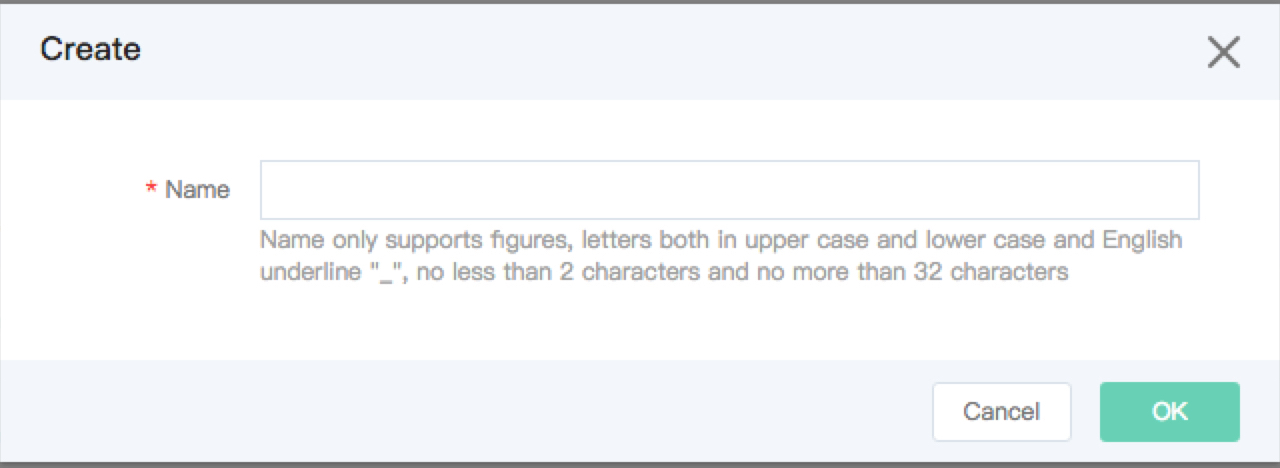 Create
* Name
Name only supports figures, letters both in upper case and lower case and English
underline "_", no less than 2 characters and no more than 32 characters
Cancel
OK